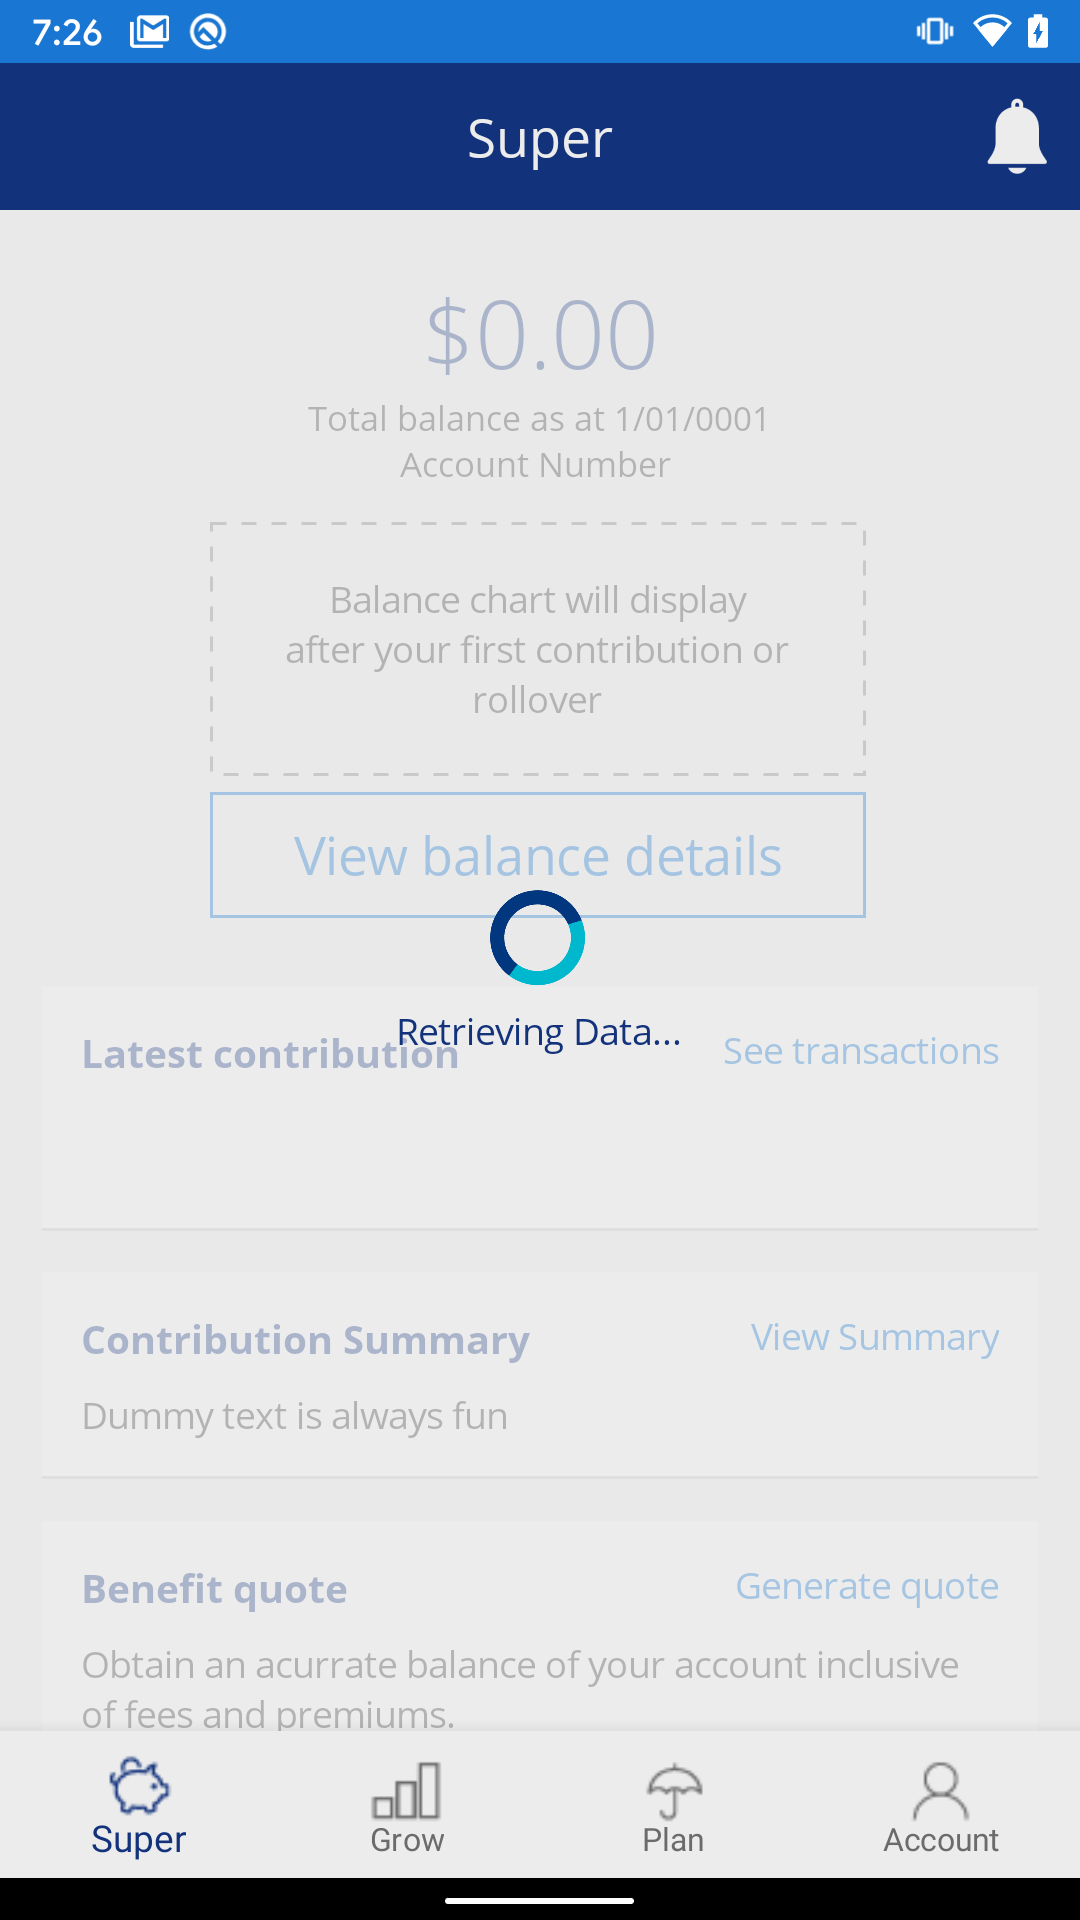 7:26
Super
$0.00
Total balance as at 1/01/0001
Account Number
Balance chart will display
after your first contribution or
rollover
View balance details
Retrieving Data...
Latest contribution
See transactions
Contribution Summary
View Summary
Dummy text is always fun
Benefit quote
Generate quote
Obtain an acurrate balance of your account inclusive
of fees and premiums.
Super
Grow
Plan
Account